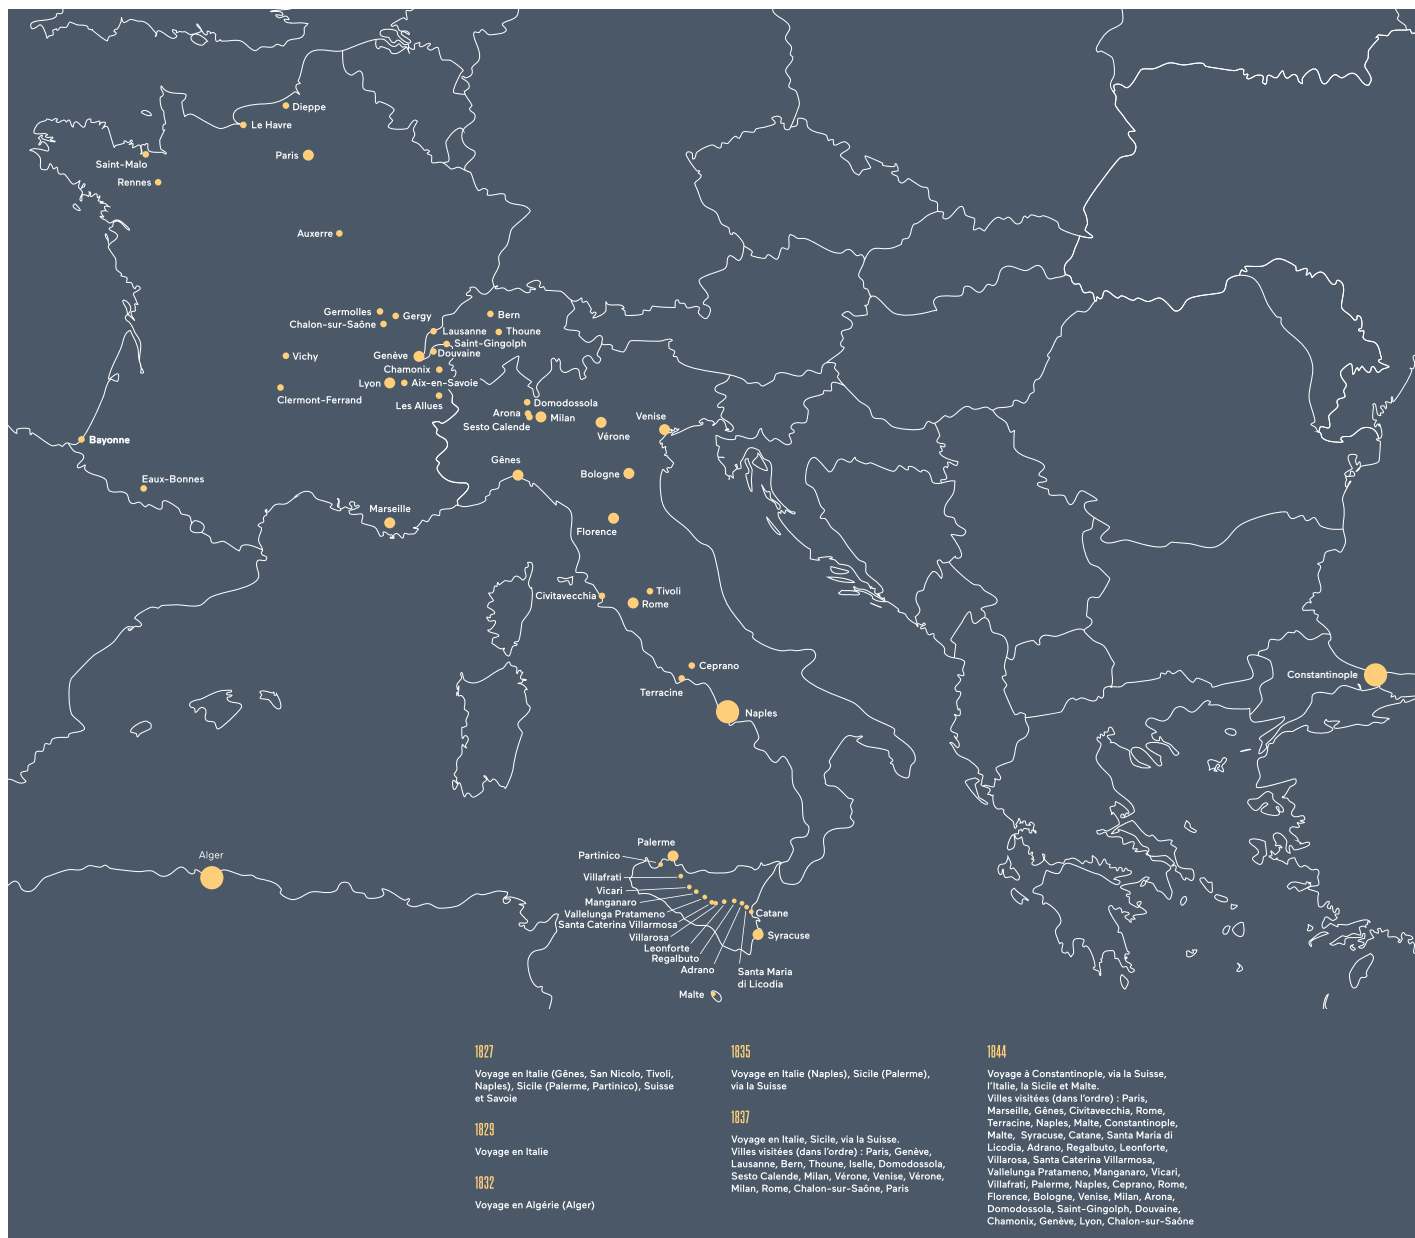 Dieppe
Le Havre
Paris
Saint-Malo
Rennes
Auxerre
Germolles
Gergy
Chalon-sur-Saône
Bern
Lausanne
Thoune
Saint-Gingolph
Douvaine
Genève
Vichy
Chamonix
Lyon
Aix-en-Savoie
Clermont-Ferrand
Les Allues
Domodossola
Arona
Milan
Sesto Calende
Venise
Vérone
Bayonne
Gênes
Bologne
Eaux-Bonnes
Marseille
Florence
Tivoli
Civitavecchia
Rome
Ceprano
Terracine
Constantinople
Naples
Palerme
Alger
Partinico
Villafrati
Vicari
Manganaro
Vallelunga Pratameno
Catane
Santa Caterina Villarmosa
Villarosa
Syracuse
Leonforte
Regalbuto
Adrano
Santa Maria
di Licodia
Malte
1827
Voyage en Italie (Gênes, San Nicolo, Tivoli,
Naples), Sicile (Palerme, Partinico), Suisse
et Savoie
1829
Voyage en Italie
1832
Voyage en Algérie (Alger)
1835
Voyage en Italie (Naples), Sicile (Palerme),
via la Suisse
1837
Voyage en Italie, Sicile, via la Suisse.
Villes visitées (dans l’ordre) : Paris, Genève,
Lausanne, Bern, Thoune, Iselle, Domodossola,
Sesto Calende, Milan, Vérone, Venise, Vérone,
Milan, Rome, Chalon-sur-Saône, Paris
1844
Voyage à Constantinople, via la Suisse,
l’Italie, la Sicile et Malte.
Villes visitées (dans l’ordre) : Paris,
Marseille, Gênes, Civitavecchia, Rome,
Terracine, Naples, Malte, Constantinople,
Malte, Syracuse, Catane, Santa Maria di
Licodia, Adrano, Regalbuto, Leonforte,
Villarosa, Santa Caterina Villarmosa,
Vallelunga Pratameno, Manganaro, Vicari,
Villafrati, Palerme, Naples, Ceprano, Rome,
Florence, Bologne, Venise, Milan, Arona,
Domodossola, Saint-Gingolph, Douvaine,
Chamonix, Genève, Lyon, Chalon-sur-Saône